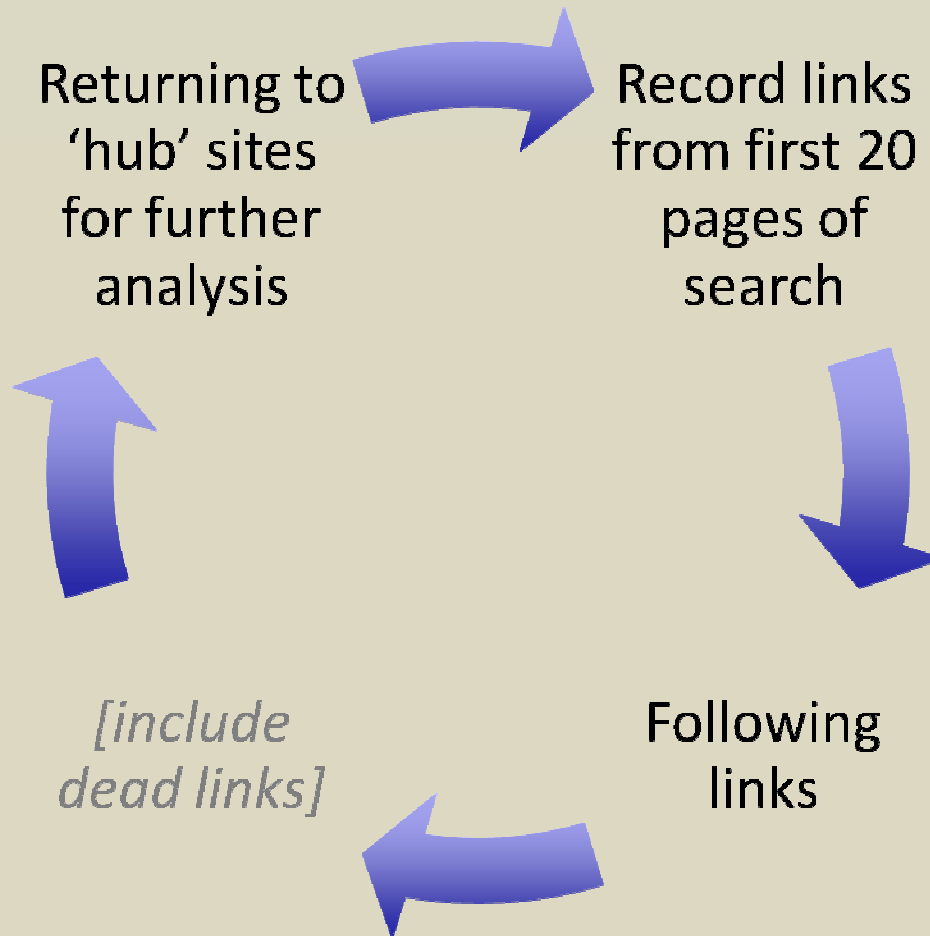 Returning to
‘hub’ sites
for further
analysis
Record links
from first 20
pages of
search
Following
links
[include
dead links]